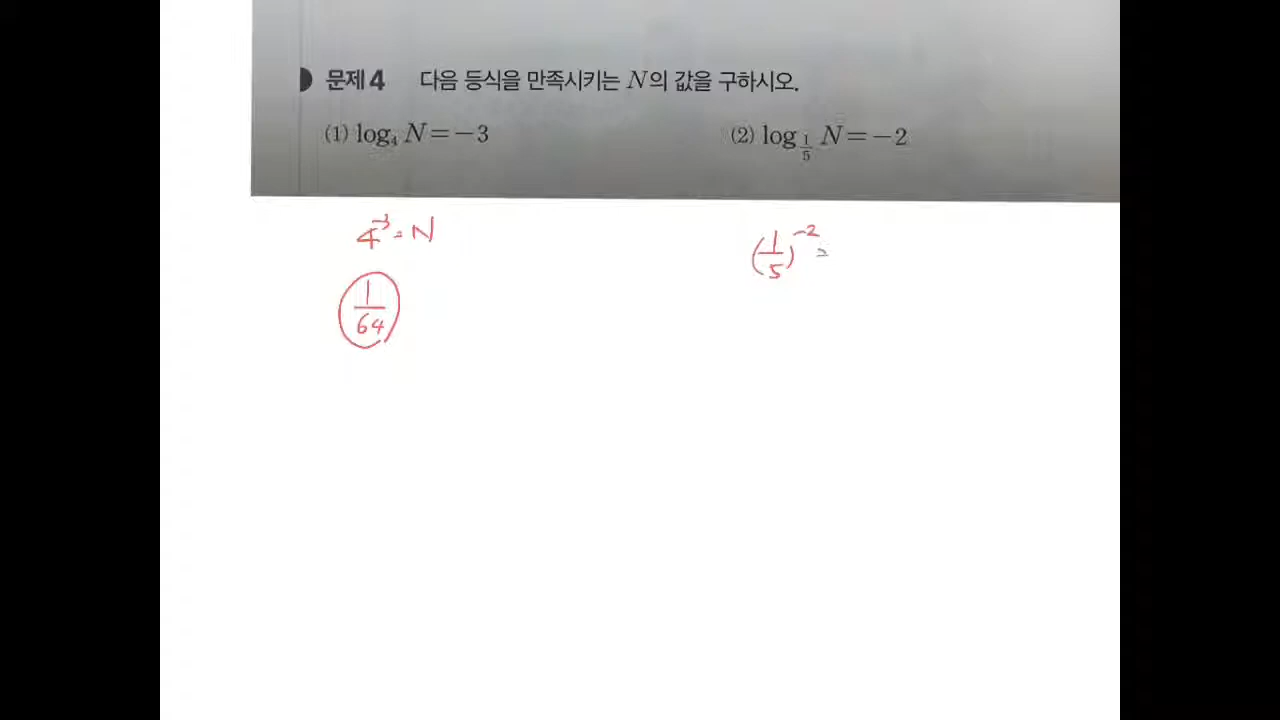 문제 4 다음 등식을 만족시키는 N의 값을 구하시오.
(1) log₄ N=−3 (2) log_{1/5} N=−2
4⁻³=N
1/64
(1/5)⁻² =